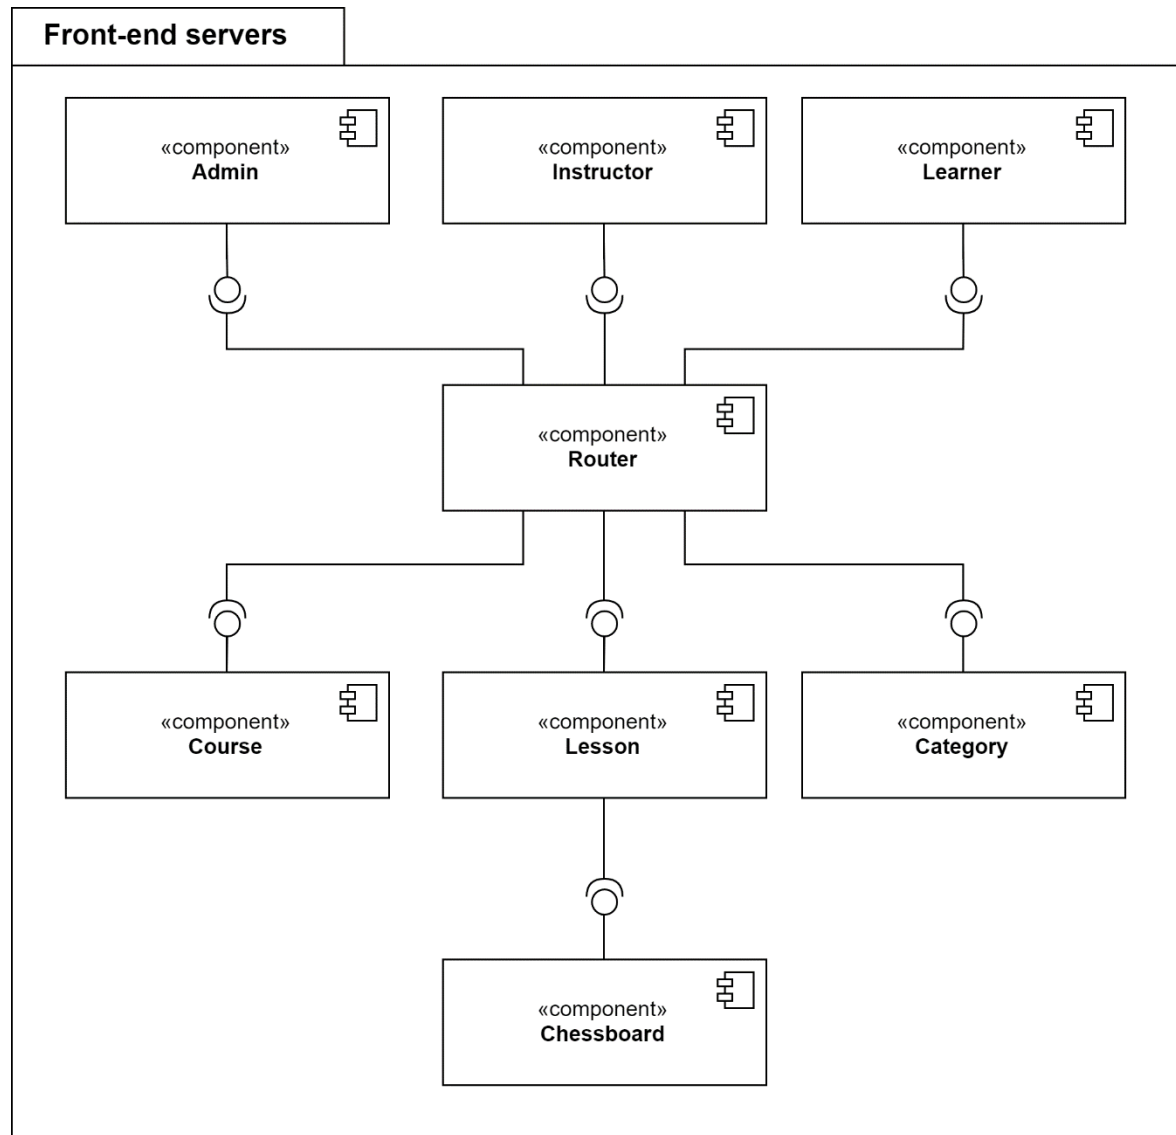 Front-end servers
«component»
Admin
«component»
Instructor
«component»
Learner
«component»
Router
«component»
Course
«component»
Lesson
«component»
Category
«component»
Chessboard